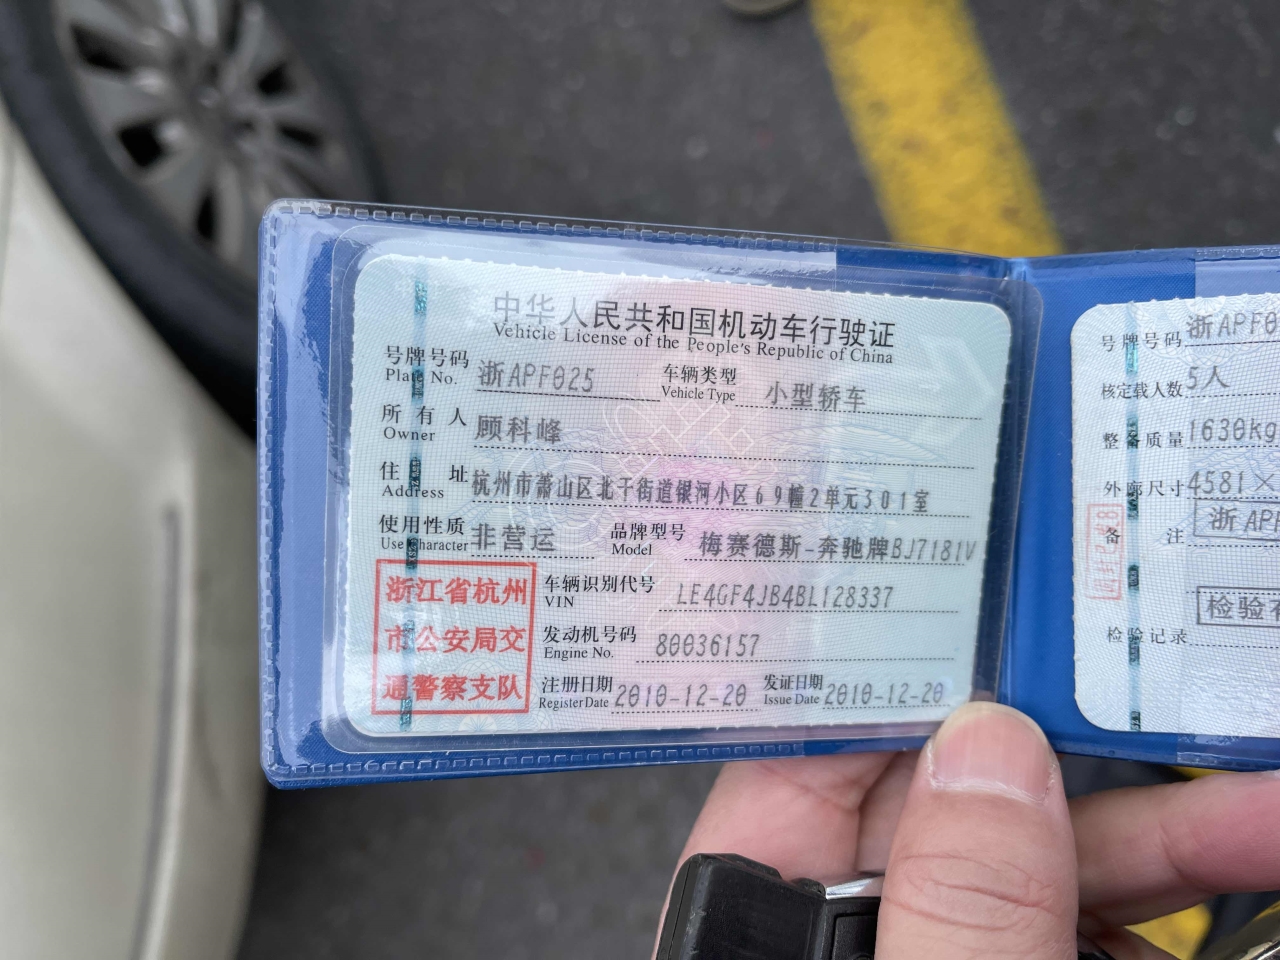 中华人民共和国机动车行驶证
Vehicle License of the People's Republic of China
号牌号码 浙APF025 车辆类型 小型轿车
Plate No. Vehicle Type
所有人 顾科峰
Owner
住址 杭州市萧山区北干街道银河小区69幢2单元301室
Address
使用性质 非营运 品牌型号 梅赛德斯-奔驰牌BJ7181V
Use Character Model
浙江省杭州
市公安局交
通警察支队
车辆识别代号 LE4GF4JB4BL128337
VIN
发动机号码 80036157
Engine No.
注册日期 2010-12-20 发证日期 2010-12-20
Register Date Issue Date
号牌号码 浙APF0
核定载人数 5人
整备质量 1630kg
外廓尺寸 4581×
备注 浙AP
检验
检验记录